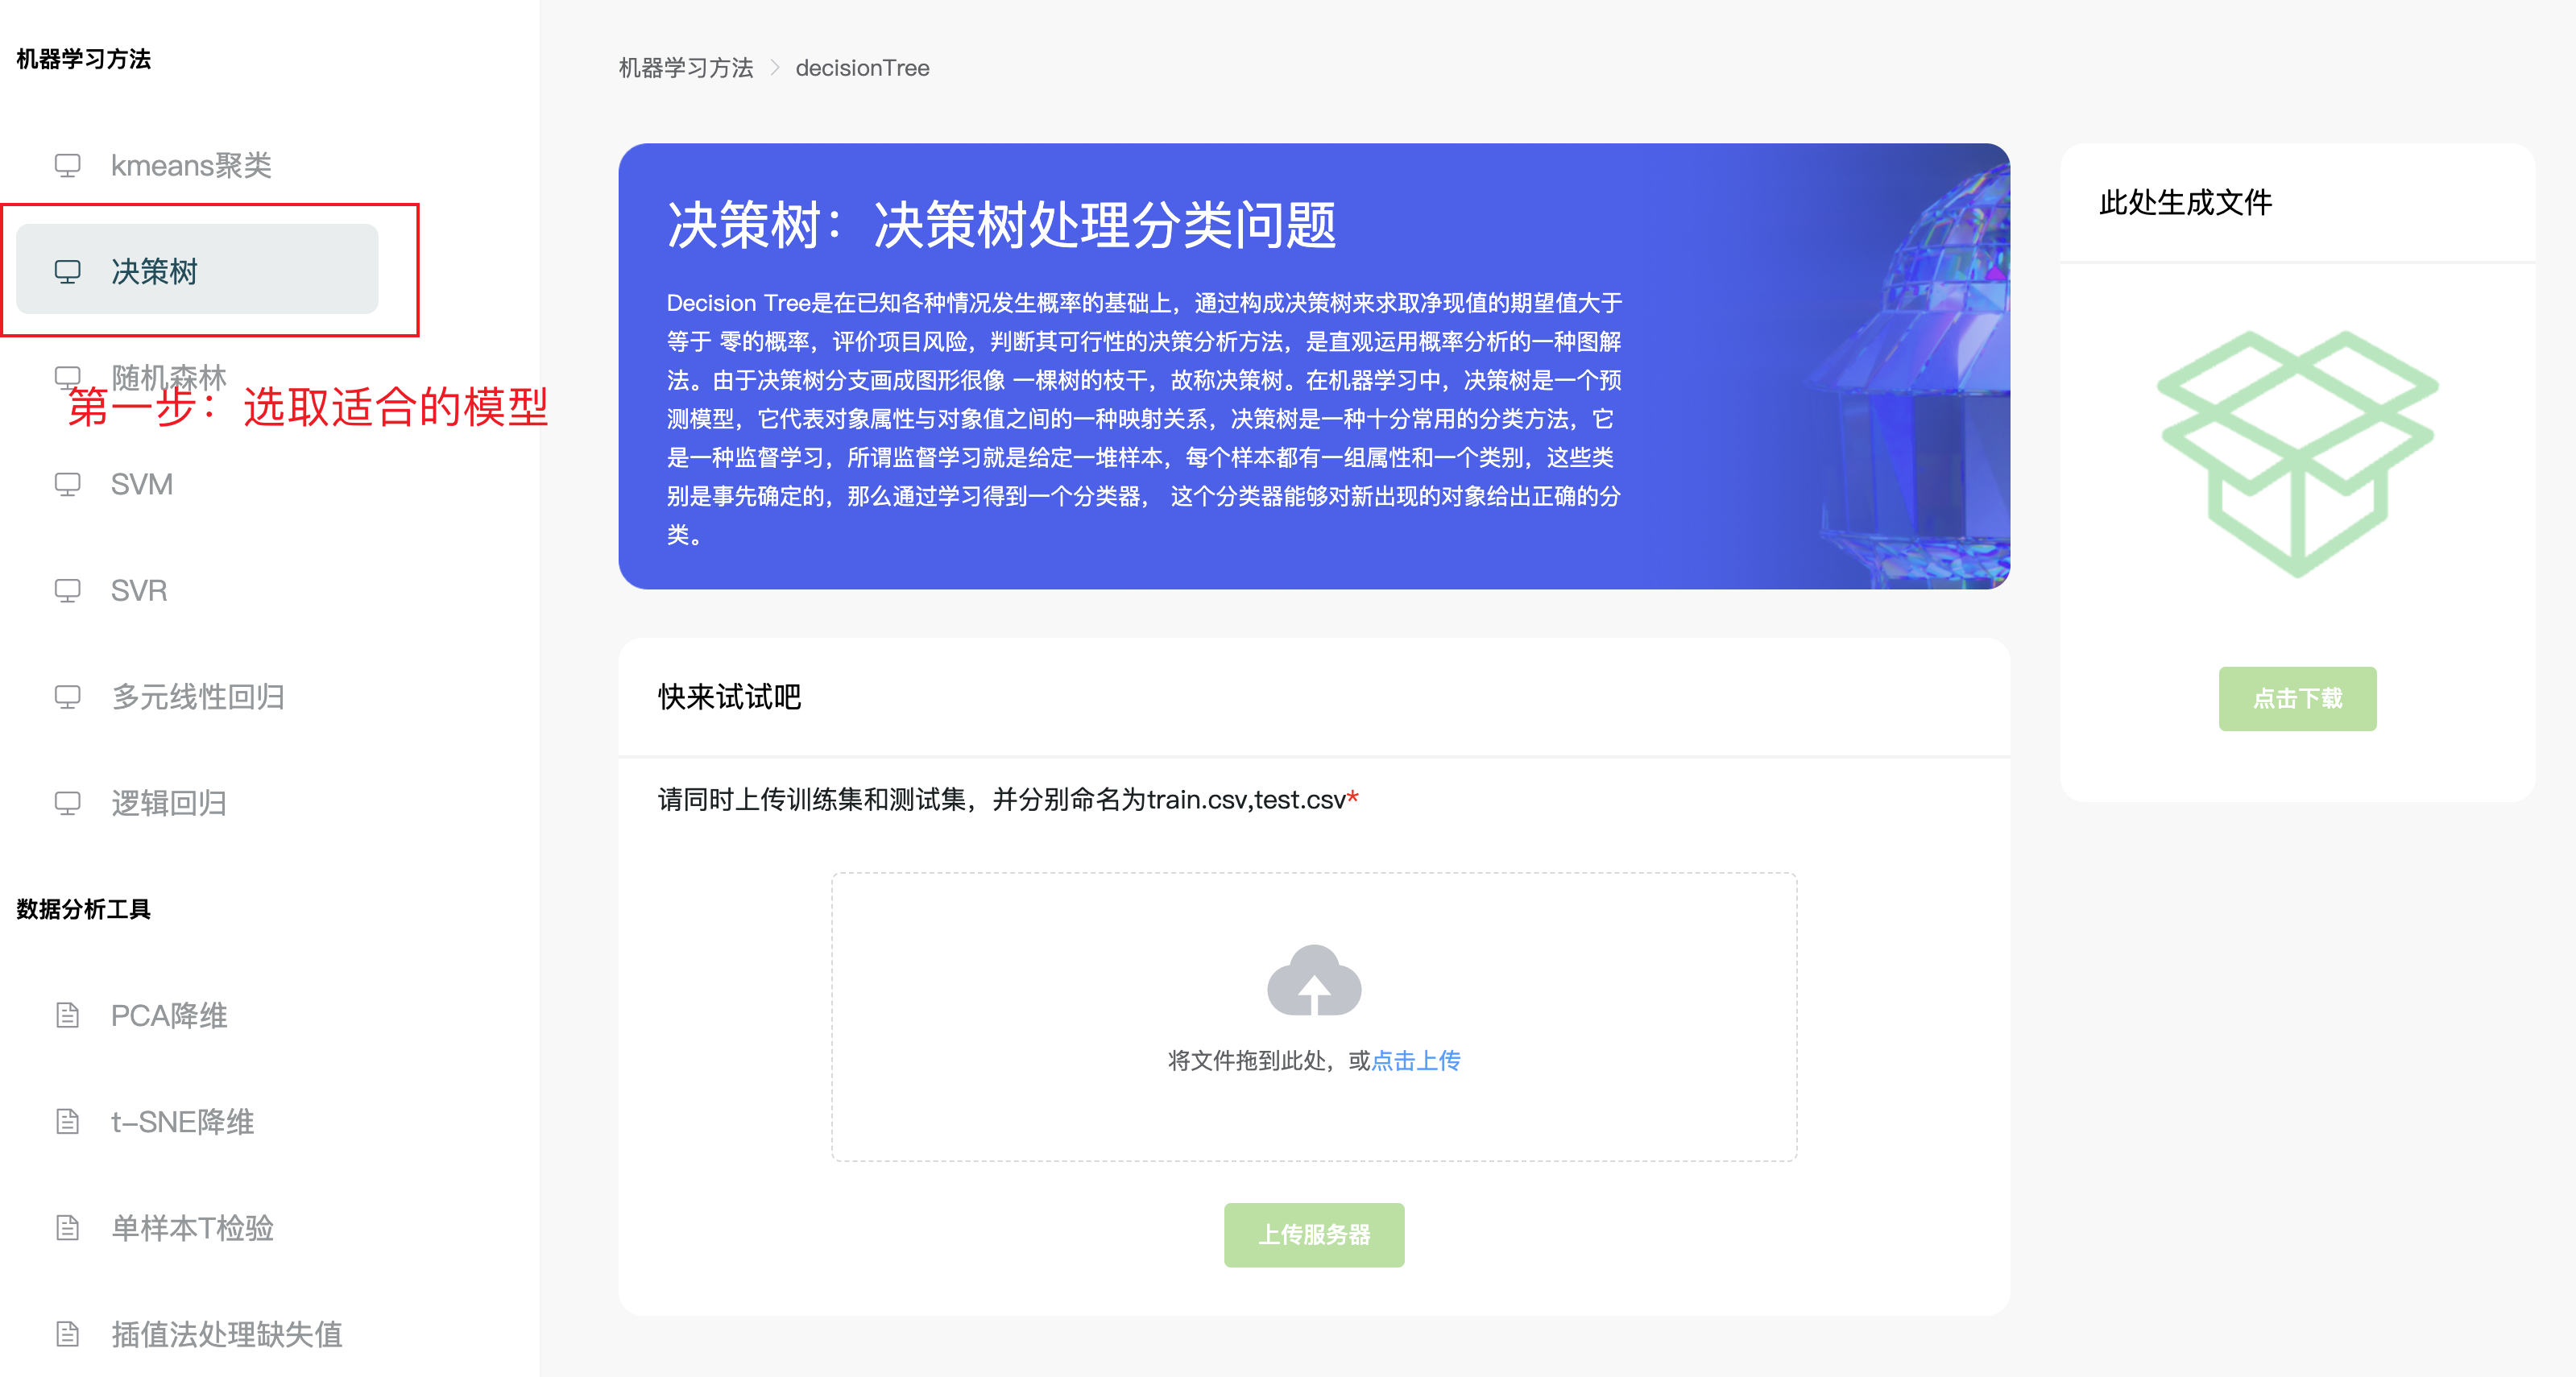 机器学习方法
kmeans聚类
决策树
随机森林
第一步：选取适合的模型
SVM
SVR
多元线性回归
逻辑回归
数据分析工具
PCA降维
t-SNE降维
单样本T检验
插值法处理缺失值
机器学习方法 > decisionTree
决策树：决策树处理分类问题
Decision Tree是在已知各种情况发生概率的基础上，通过构成决策树来求取净现值的期望值大于
等于 零的概率，评价项目风险，判断其可行性的决策分析方法，是直观运用概率分析的一种图解
法。由于决策树分支画成图形很像 一棵树的枝干，故称决策树。在机器学习中，决策树是一个预
测模型，它代表对象属性与对象值之间的一种映射关系，决策树是一种十分常用的分类方法，它
是一种监督学习，所谓监督学习就是给定一堆样本，每个样本都有一组属性和一个类别，这些类
别是事先确定的，那么通过学习得到一个分类器， 这个分类器能够对新出现的对象给出正确的分
类。
快来试试吧
请同时上传训练集和测试集，并分别命名为train.csv,test.csv*
将文件拖到此处，或点击上传
上传服务器
此处生成文件
点击下载